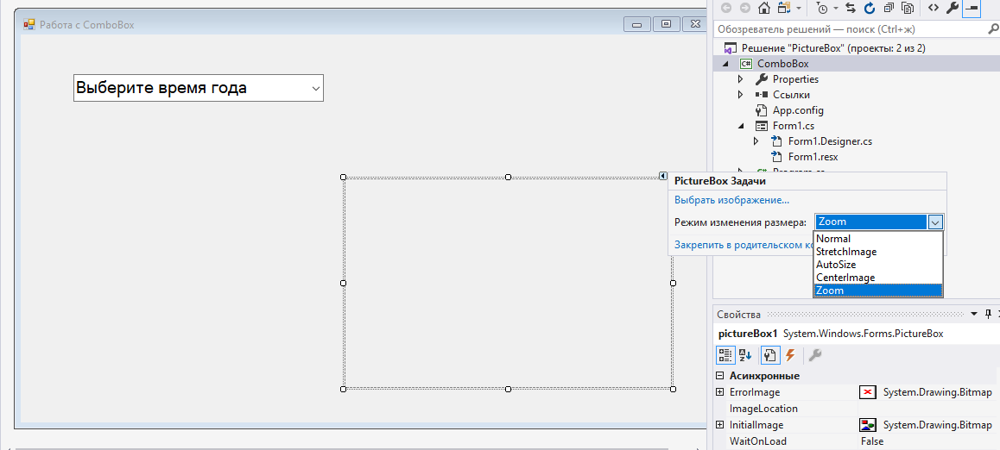 Работа с ComboBox
Выберите время года
Обозреватель решений — поиск (Ctrl+ж)
Решение "PictureBox" (проекты: 2 из 2)
ComboBox
Properties
Ссылки
App.config
Form1.cs
Form1.Designer.cs
Form1.resx
PictureBox Задачи
Выбрать изображение...
Режим изменения размера:
Zoom
Закрепить в родительском
Normal
StretchImage
AutoSize
CenterImage
Zoom
Свойства
pictureBox1 System.Windows.Forms.PictureBox
Асинхронные
ErrorImage System.Drawing.Bitmap
ImageLocation
InitialImage System.Drawing.Bitmap
WaitOnLoad False